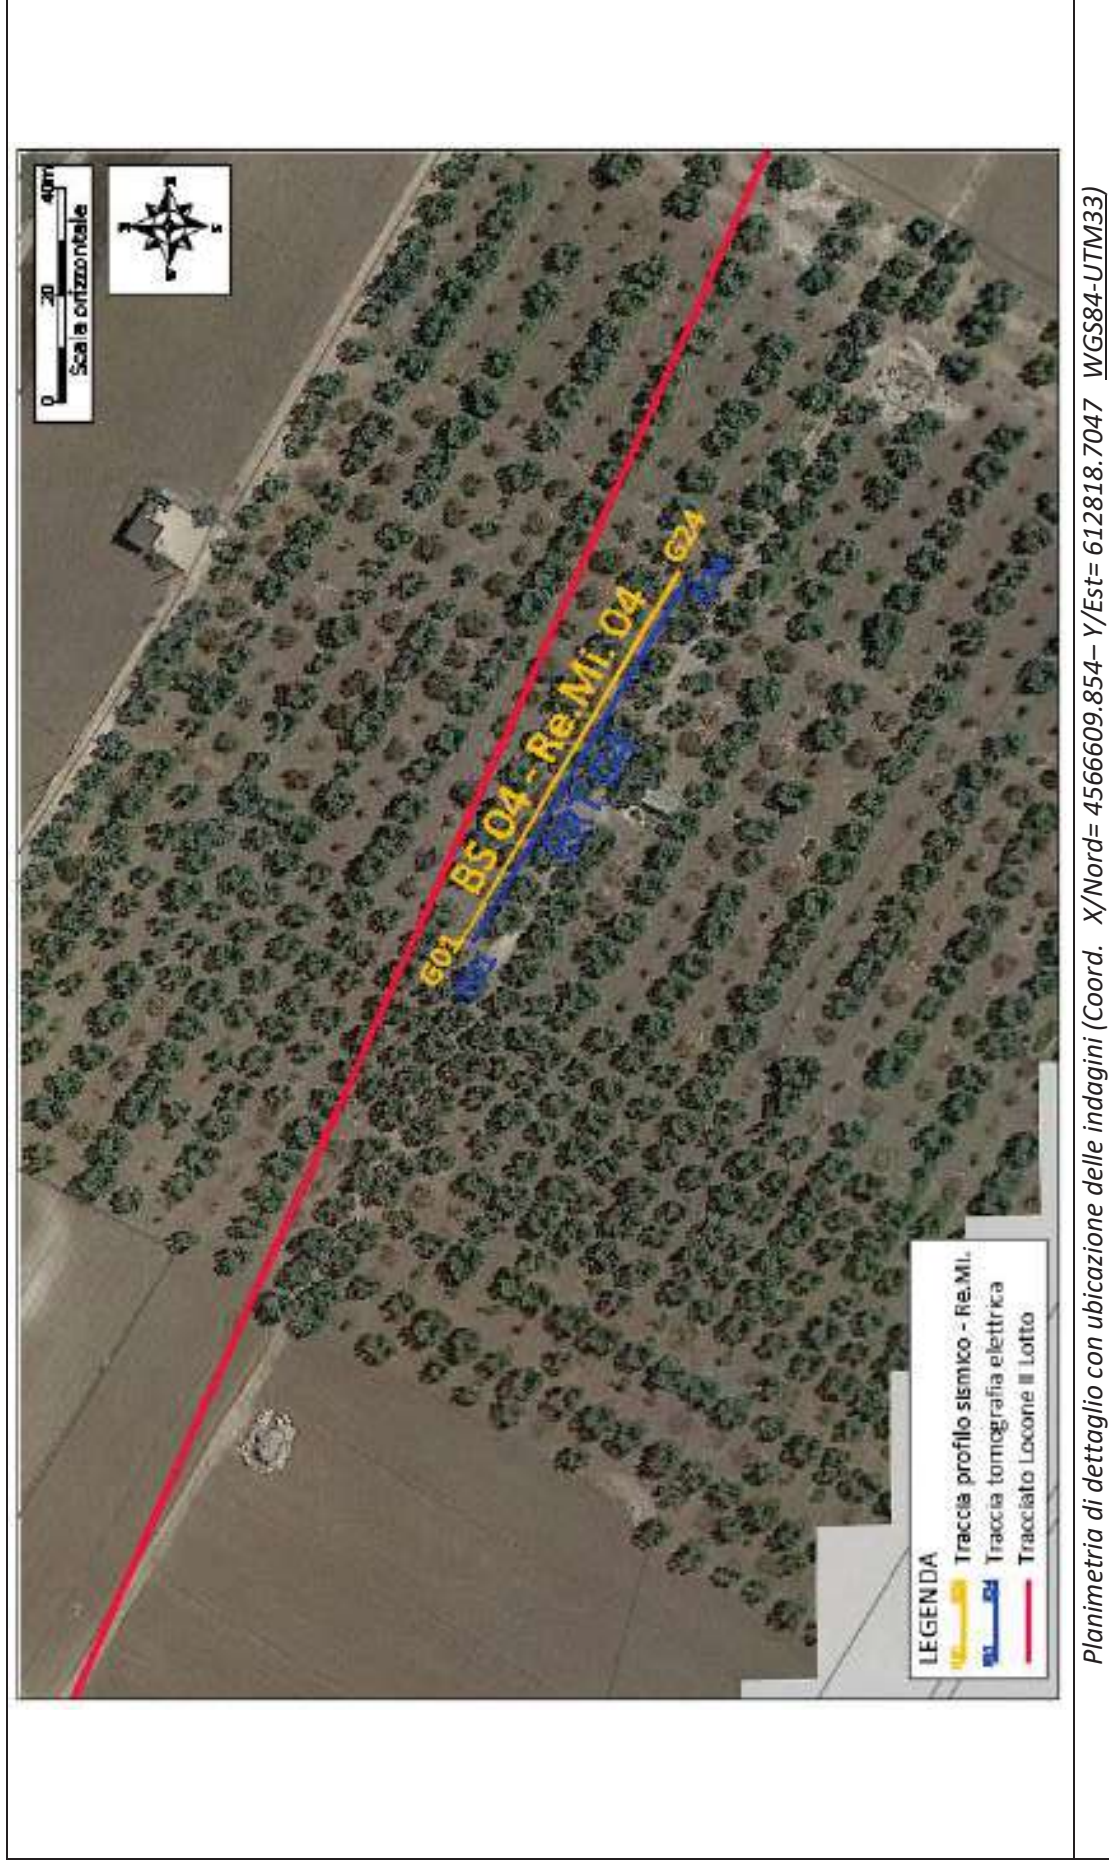 0 20 40m
Scala orizzontale
G01
BS 04 - Re.Mi. 04
G24
LEGENDA
Traccia profilo sismico - Re.Mi.
Traccia tomografia elettrica
Tracciato Locone II Lotto
Planimetria di dettaglio con ubicazione delle indagini (Coord. X/Nord= 4566609.854– Y/Est= 612818.7047 WGS84-UTM33)